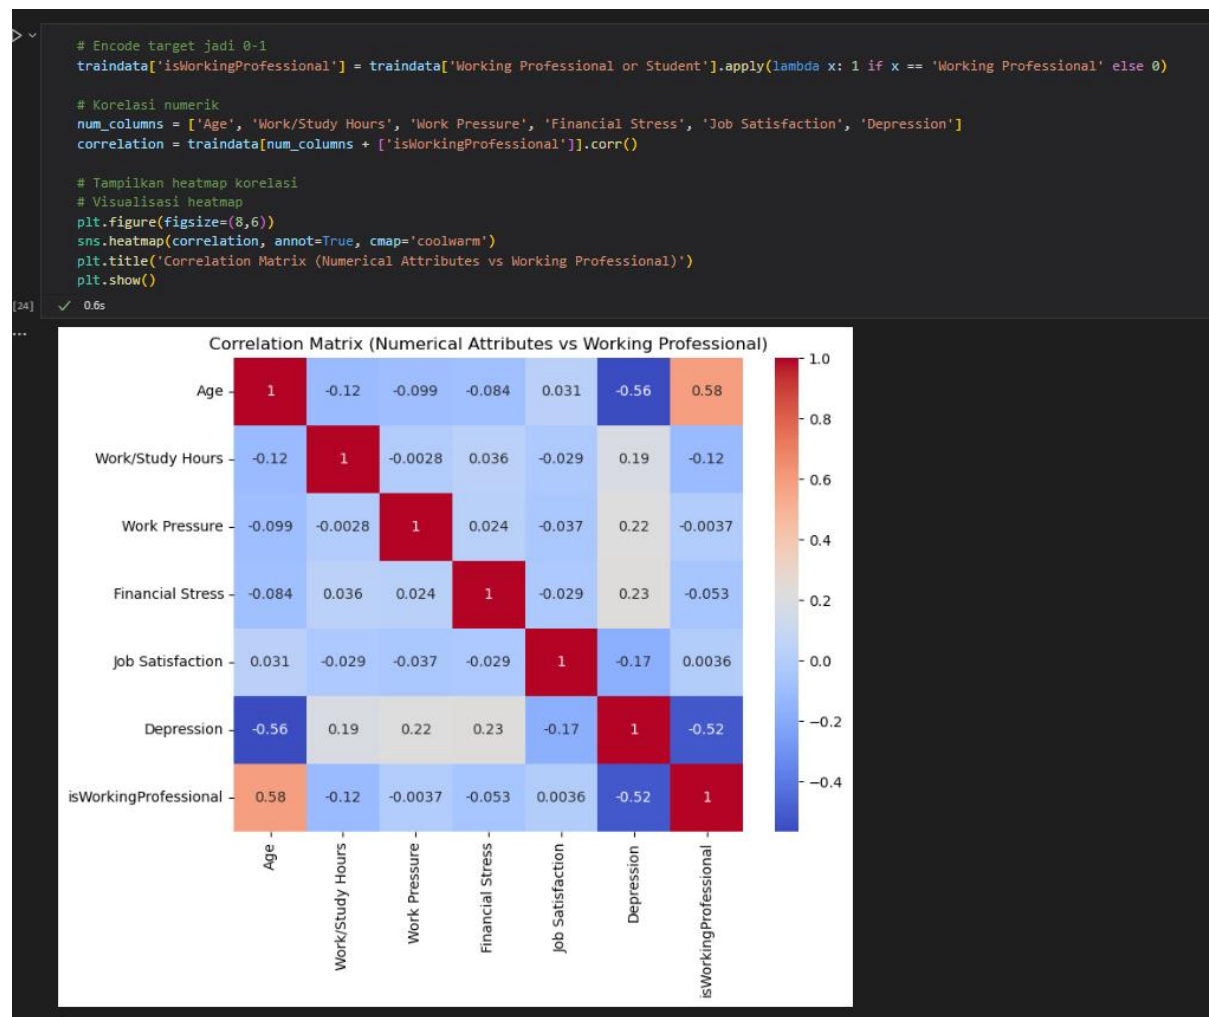 # Encode target jadi 0-1
traindata['isWorkingProfessional'] = traindata['Working Professional or Student'].apply(lambda x: 1 if x == 'Working Professional' else 0)
# Korelasi numerik
num_columns = ['Age', 'Work/Study Hours', 'Work Pressure', 'Financial Stress', 'Job Satisfaction', 'Depression']
correlation = traindata[num_columns + ['isWorkingProfessional']].corr()
# Tampilkan heatmap korelasi
# Visualisasi heatmap
plt.figure(figsize=(8,6))
sns.heatmap(correlation, annot=True, cmap='coolwarm')
plt.title('Correlation Matrix (Numerical Attributes vs Working Professional)')
plt.show()
[24] ✓ 0.6s
...
Correlation Matrix (Numerical Attributes vs Working Professional)
Age 1 -0.12 -0.099 -0.084 0.031 -0.56 0.58
Work/Study Hours -0.12 1 -0.0028 0.036 -0.029 0.19 -0.12
Work Pressure -0.099 -0.0028 1 0.024 -0.037 0.22 -0.0037
Financial Stress -0.084 0.036 0.024 1 -0.029 0.23 -0.053
Job Satisfaction 0.031 -0.029 -0.037 -0.029 1 -0.17 0.0036
Depression -0.56 0.19 0.22 0.23 -0.17 1 -0.52
isWorkingProfessional 0.58 -0.12 -0.0037 -0.053 0.0036 -0.52 1
Age
Work/Study Hours
Work Pressure
Financial Stress
Job Satisfaction
Depression
isWorkingProfessional
1.0
0.8
0.6
0.4
0.2
0.0
−0.2
−0.4